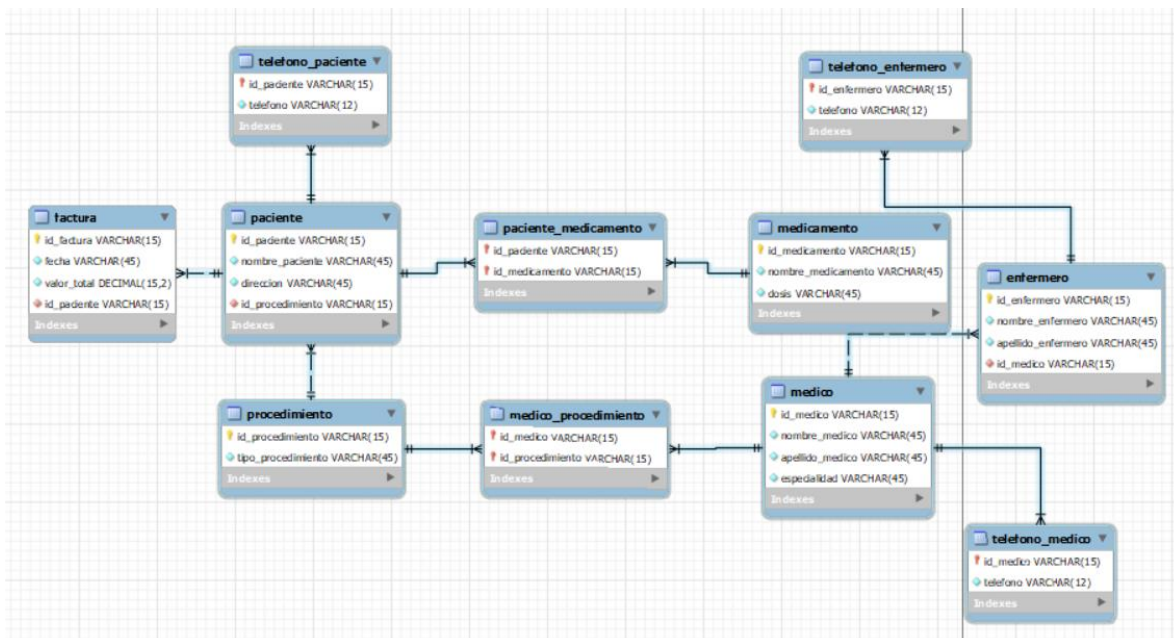 telefono_paciente
id_paciente VARCHAR(15)
telefono VARCHAR(12)
Indexes
telefono_enfermero
id_enfermero VARCHAR(15)
telefono VARCHAR(12)
Indexes
factura
id_factura VARCHAR(15)
fecha VARCHAR(45)
valor_total DECIMAL(15,2)
id_paciente VARCHAR(15)
Indexes
paciente
id_paciente VARCHAR(15)
nombre_paciente VARCHAR(45)
direccion VARCHAR(45)
id_procedimiento VARCHAR(15)
Indexes
paciente_medicamento
id_paciente VARCHAR(15)
id_medicamento VARCHAR(15)
Indexes
medicamento
id_medicamento VARCHAR(15)
nombre_medicamento VARCHAR(45)
dosis VARCHAR(45)
Indexes
enfermero
id_enfermero VARCHAR(15)
nombre_enfermero VARCHAR(45)
apellido_enfermero VARCHAR(45)
id_medico VARCHAR(15)
Indexes
procedimiento
id_procedimiento VARCHAR(15)
tipo_procedimiento VARCHAR(45)
Indexes
medico_procedimiento
id_medico VARCHAR(15)
id_procedimiento VARCHAR(15)
Indexes
medico
id_medico VARCHAR(15)
nombre_medico VARCHAR(45)
apellido_medico VARCHAR(45)
especialidad VARCHAR(45)
Indexes
telefono_medico
id_medico VARCHAR(15)
telefono VARCHAR(12)
Indexes